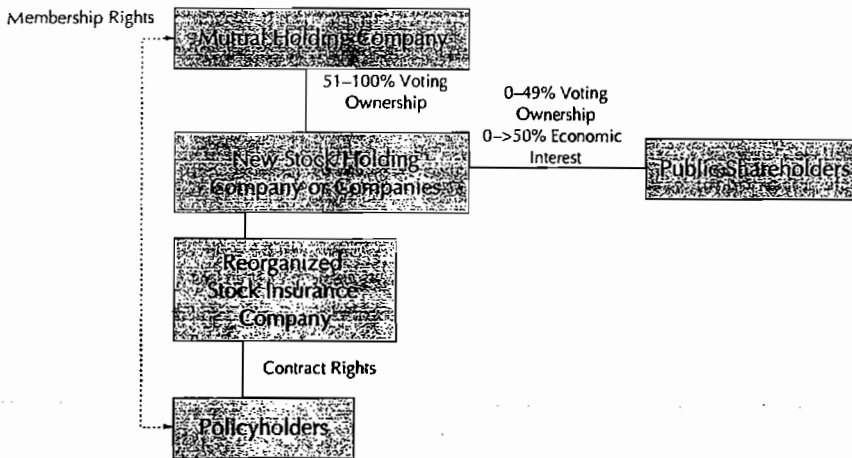 Membership Rights
Mutual Holding Company
51–100% Voting
Ownership
0–49% Voting
Ownership
0–>50% Economic
Interest
New Stock Holding
Company or Companies
Public Shareholders
Reorganized
Stock Insurance
Company
Contract Rights
Policyholders